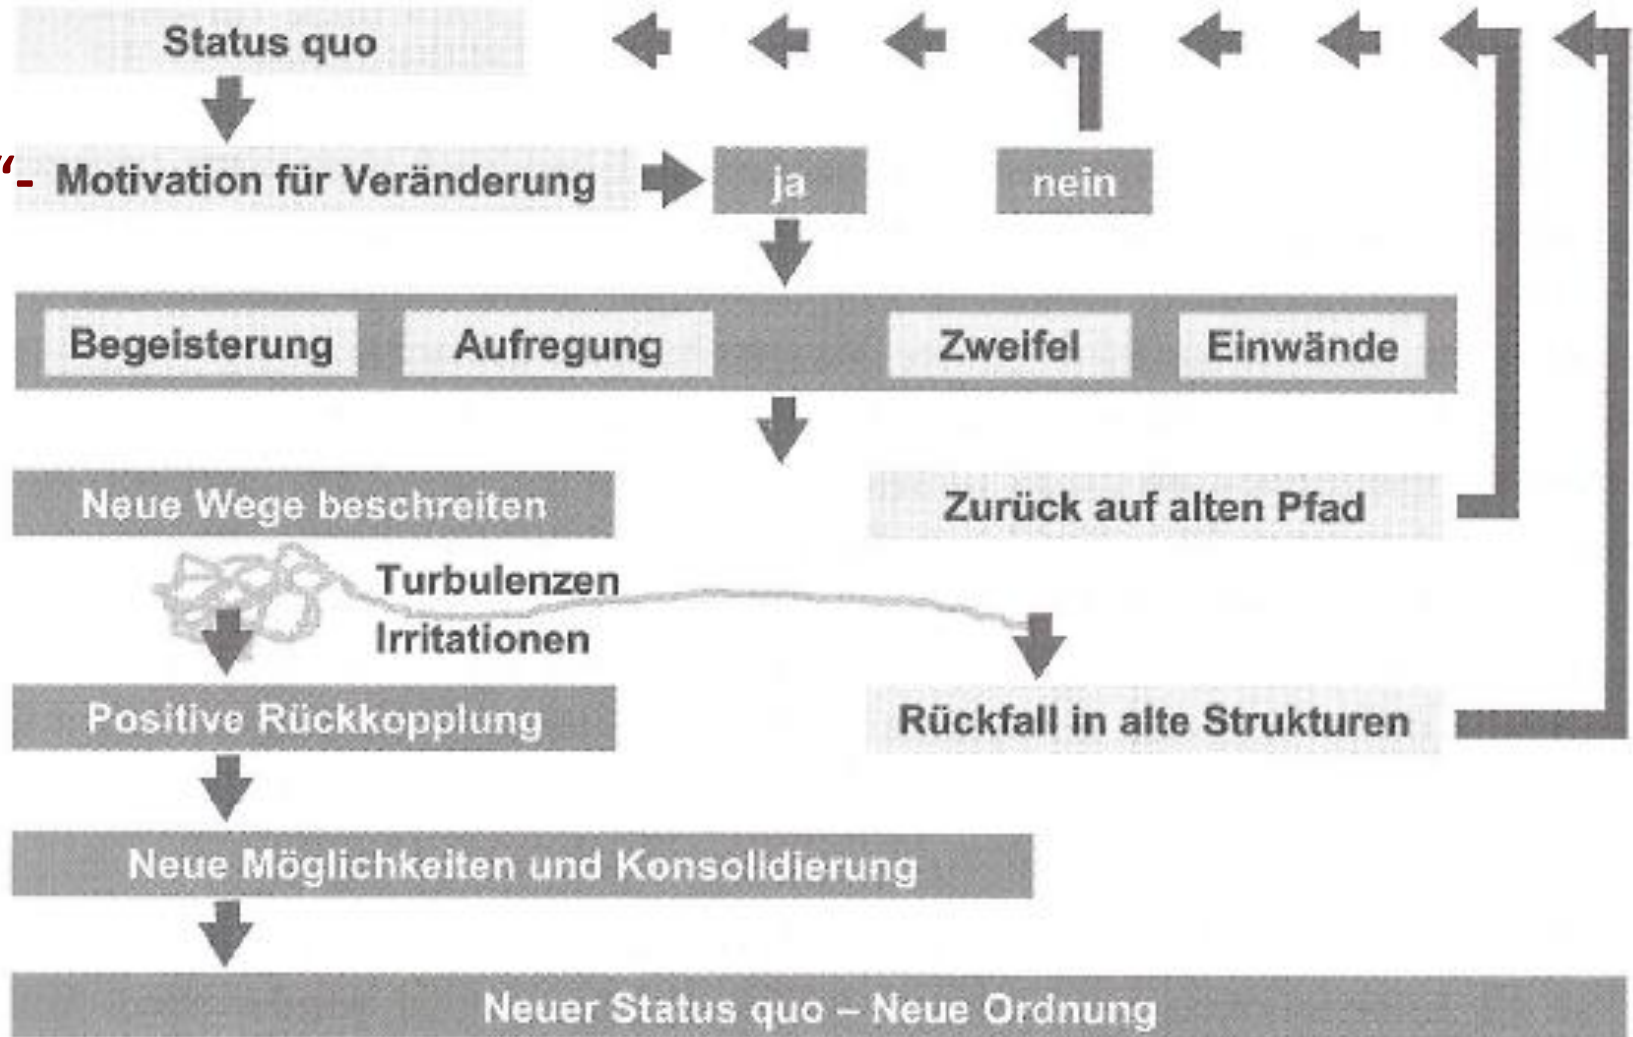 Status quo
“- Motivation für Veränderung ja nein
Begeisterung Aufregung Zweifel Einwände
Neue Wege beschreiten Zurück auf alten Pfad
Turbulenzen
Irritationen
Positive Rückkopplung Rückfall in alte Strukturen
Neue Möglichkeiten und Konsolidierung
Neuer Status quo – Neue Ordnung